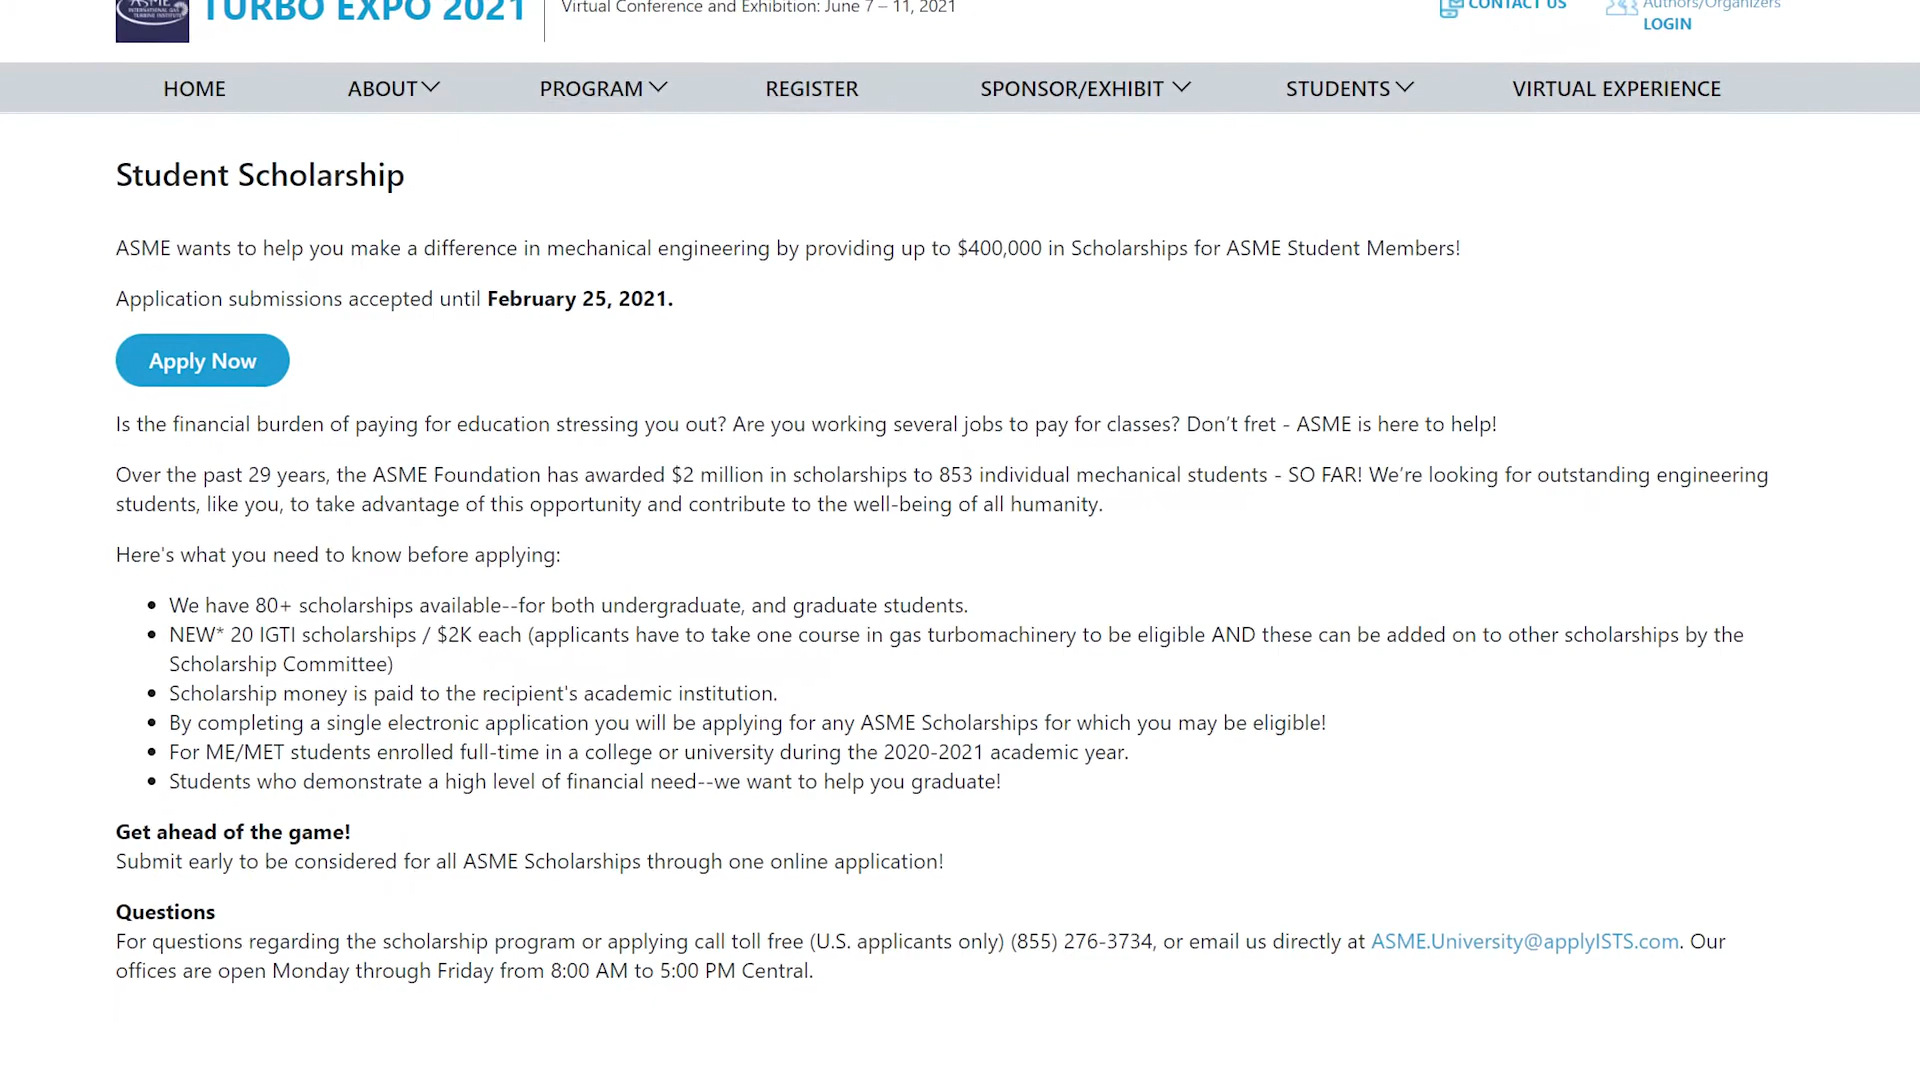 ASME
INTERNATIONAL GAS
TURBINE INSTITUTE
TURBO EXPO 2021
Virtual Conference and Exhibition: June 7 – 11, 2021
CONTACT US
Authors/Organizers
LOGIN
HOME ABOUT PROGRAM REGISTER SPONSOR/EXHIBIT STUDENTS VIRTUAL EXPERIENCE
Student Scholarship
ASME wants to help you make a difference in mechanical engineering by providing up to $400,000 in Scholarships for ASME Student Members!
Application submissions accepted until February 25, 2021.
Apply Now
Is the financial burden of paying for education stressing you out? Are you working several jobs to pay for classes? Don’t fret - ASME is here to help!
Over the past 29 years, the ASME Foundation has awarded $2 million in scholarships to 853 individual mechanical students - SO FAR! We’re looking for outstanding engineering
students, like you, to take advantage of this opportunity and contribute to the well-being of all humanity.
Here's what you need to know before applying:
• We have 80+ scholarships available--for both undergraduate, and graduate students.
• NEW* 20 IGTI scholarships / $2K each (applicants have to take one course in gas turbomachinery to be eligible AND these can be added on to other scholarships by the
Scholarship Committee)
• Scholarship money is paid to the recipient's academic institution.
• By completing a single electronic application you will be applying for any ASME Scholarships for which you may be eligible!
• For ME/MET students enrolled full-time in a college or university during the 2020-2021 academic year.
• Students who demonstrate a high level of financial need--we want to help you graduate!
Get ahead of the game!
Submit early to be considered for all ASME Scholarships through one online application!
Questions
For questions regarding the scholarship program or applying call toll free (U.S. applicants only) (855) 276-3734, or email us directly at ASME.University@applyISTS.com. Our
offices are open Monday through Friday from 8:00 AM to 5:00 PM Central.